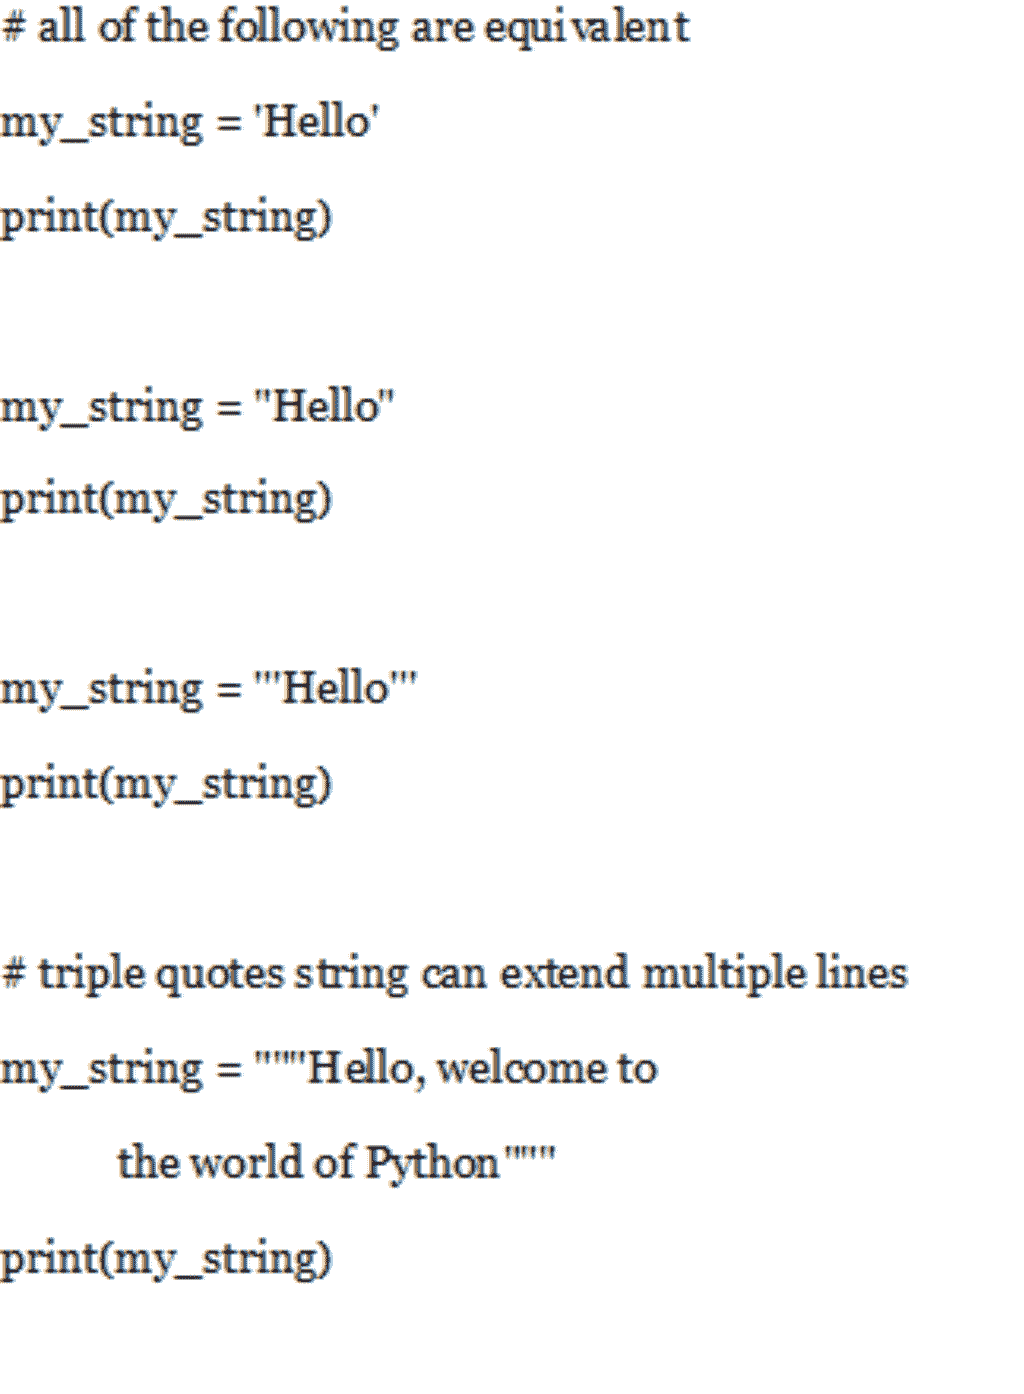 # all of the following are equivalent
my_string = 'Hello'
print(my_string)
my_string = "Hello"
print(my_string)
my_string = '''Hello'''
print(my_string)
# triple quotes string can extend multiple lines
my_string = """Hello, welcome to
the world of Python"""
print(my_string)